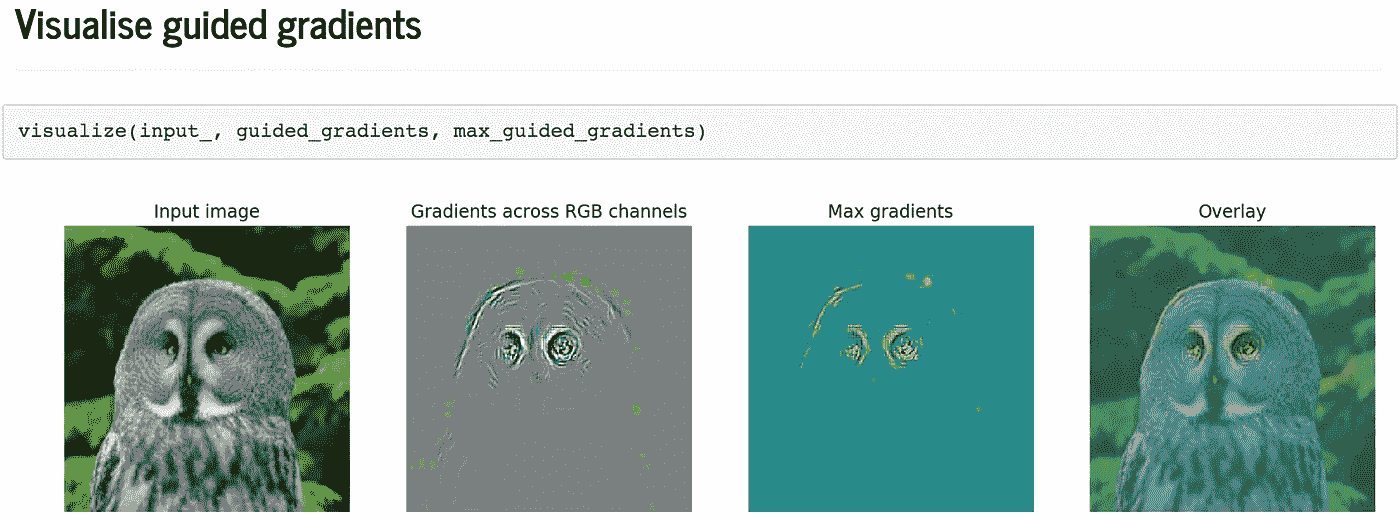 Visualise guided gradients
visualize(input_, guided_gradients, max_guided_gradients)
Input image
Gradients across RGB channels
Max gradients
Overlay